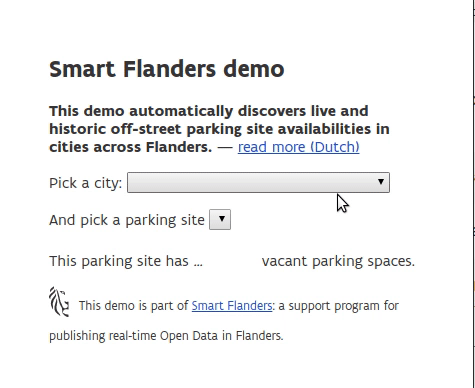 Smart Flanders demo
This demo automatically discovers live and
historic off-street parking site availabilities in
cities across Flanders. — read more (Dutch)
Pick a city:
And pick a parking site
This parking site has ... vacant parking spaces.
This demo is part of Smart Flanders: a support program for
publishing real-time Open Data in Flanders.